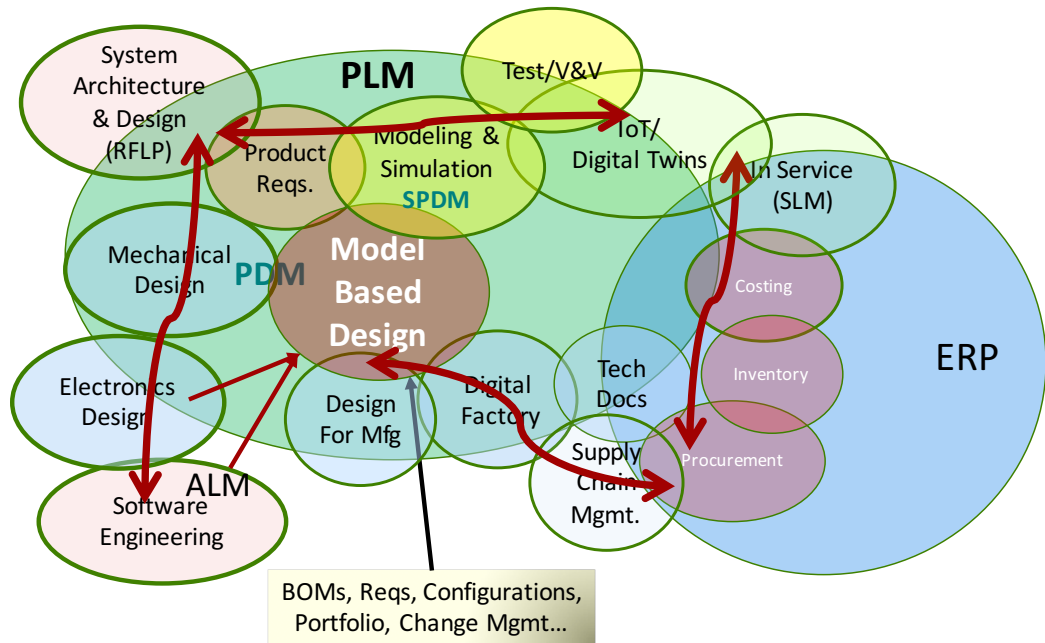 System
Architecture
& Design
(RFLP)
PLM
Test/V&V
Product
Reqs.
Modeling &
Simulation
SPDM
IoT/
Digital Twins
In Service
(SLM)
Mechanical
Design
PDM
Model
Based
Design
Costing
ERP
Inventory
Electronics
Design
Design
For Mfg
Digital
Factory
Tech
Docs
Supply
Chain
Mgmt.
Procurement
ALM
Software
Engineering
BOMs, Reqs, Configurations,
Portfolio, Change Mgmt...